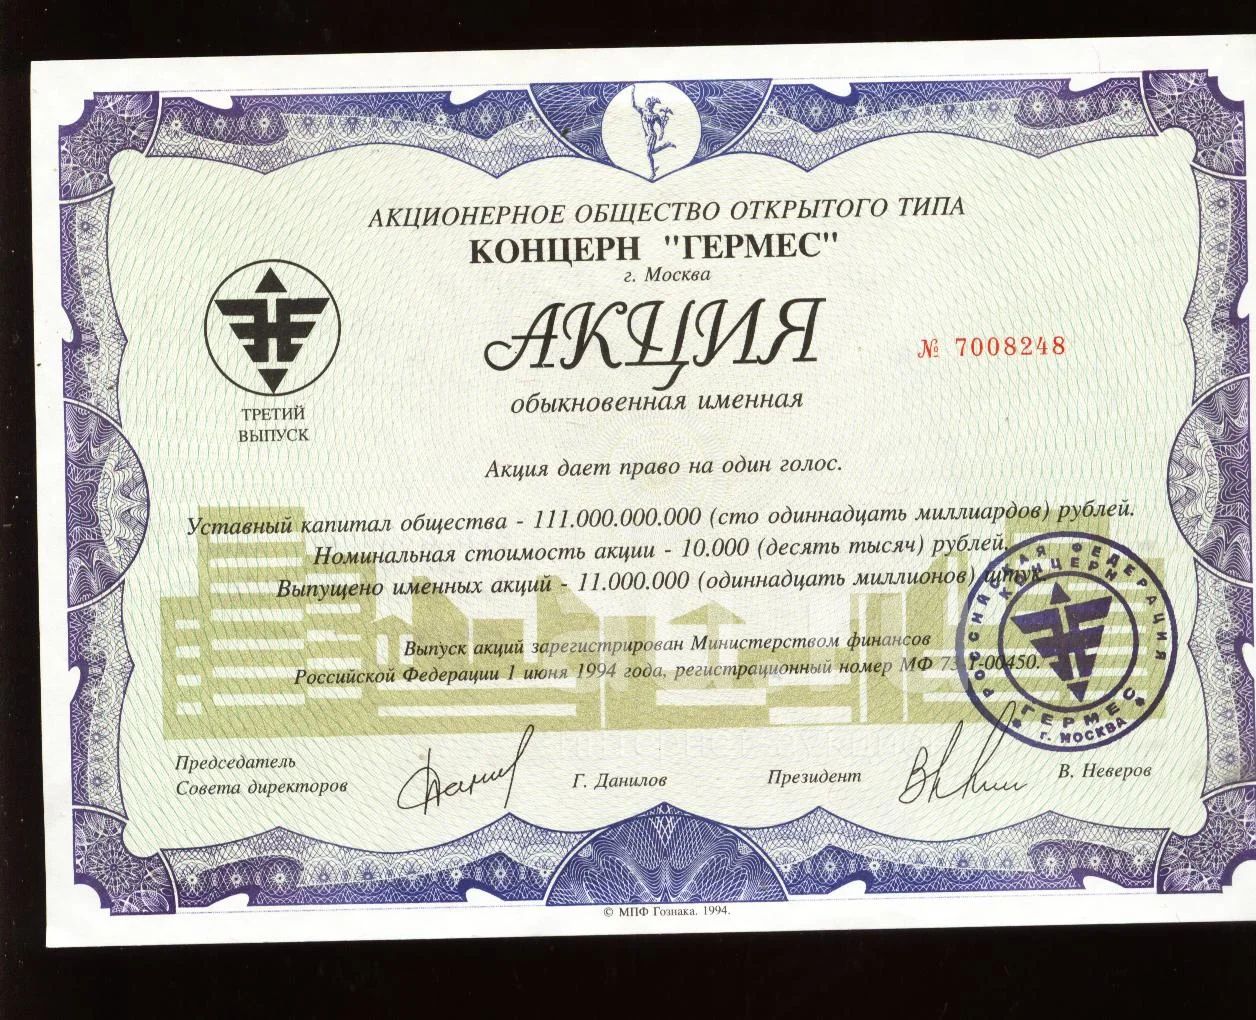 АКЦИОНЕРНОЕ ОБЩЕСТВО ОТКРЫТОГО ТИПА
КОНЦЕРН "ГЕРМЕС"
г. Москва
АКЦИЯ
№ 7008248
обыкновенная именная
ТРЕТИЙ
ВЫПУСК
Акция дает право на один голос.
Уставный капитал общества - 111.000.000.000 (сто одиннадцать миллиардов) рублей.
Номинальная стоимость акции - 10.000 (десять тысяч) рублей.
Выпущено именных акций - 11.000.000 (одиннадцать миллионов) штук.
Выпуск акций зарегистрирован Министерством финансов
Российской Федерации 1 июня 1994 года, регистрационный номер МФ 73-1-00450.
РОССИЙСКАЯ ФЕДЕРАЦИЯ
КОНЦЕРН
ГЕРМЕС
г. МОСКВА
Председатель
Совета директоров
Г. Данилов
Президент
В. Неверов
© МПФ Гознака. 1994.